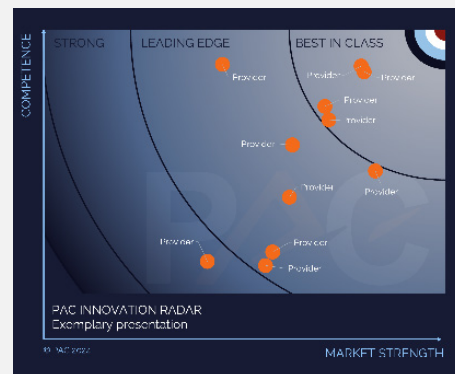 COMPETENCE
STRONG
LEADING EDGE
BEST IN CLASS
Provider
Provider
Provider
Provider
Provider
Provider
Provider
Provider
Provider
Provider
Provider
PAC
PAC INNOVATION RADAR
Exemplary presentation
MARKET STRENGTH